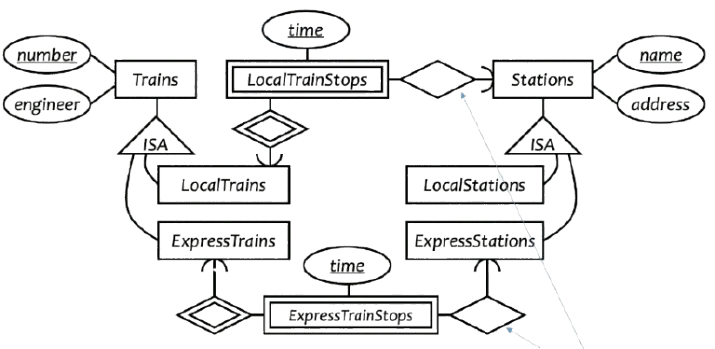 time
number
name
Trains
LocalTrainStops
Stations
engineer
address
ISA
ISA
LocalTrains
LocalStations
ExpressTrains
ExpressStations
time
ExpressTrainStops